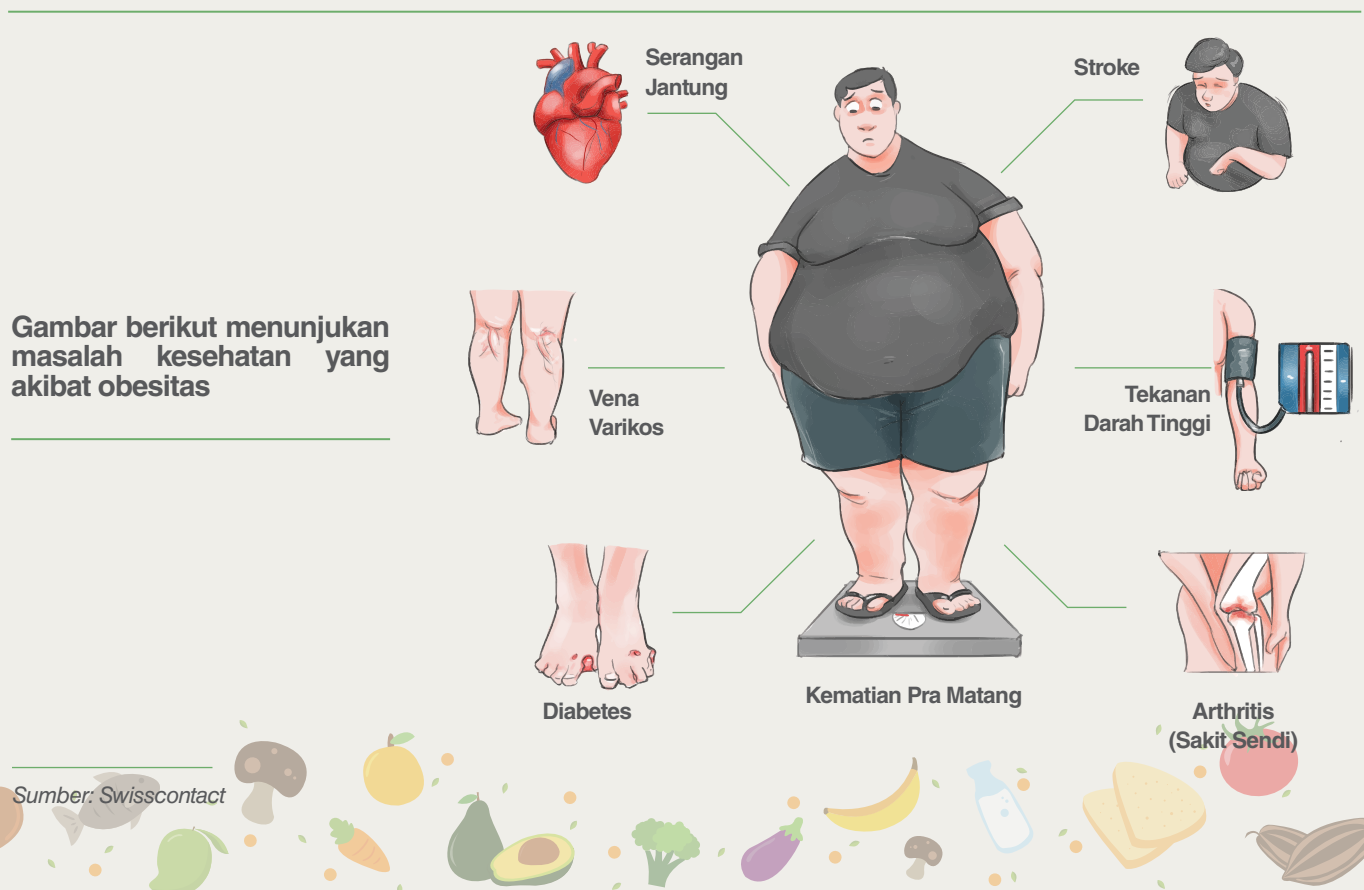 Serangan
Jantung
Stroke
Gambar berikut menunjukan
masalah kesehatan yang
akibat obesitas
Vena
Varikos
Tekanan
Darah Tinggi
Diabetes
Kematian Pra Matang
Arthritis
(Sakit Sendi)
Sumber: Swisscontact